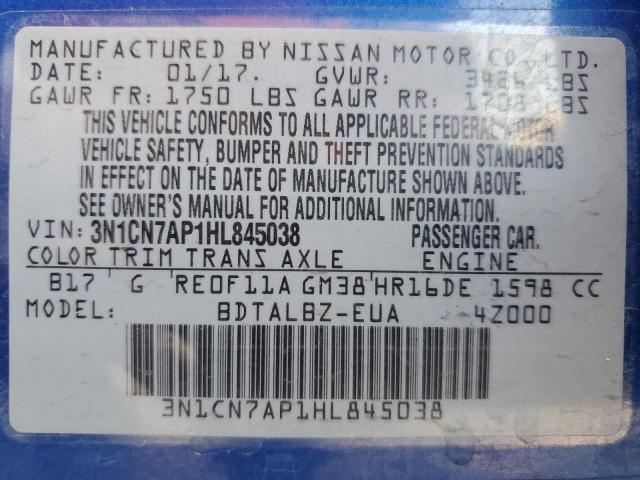 MANUFACTURED BY NISSAN MOTOR CO., LTD.
DATE: 01/17. GVWR: LBS
GAWR FR: 1750 LBS GAWR RR: LBS
THIS VEHICLE CONFORMS TO ALL APPLICABLE FEDERAL MOTOR
VEHICLE SAFETY, BUMPER AND THEFT PREVENTION STANDARDS
IN EFFECT ON THE DATE OF MANUFACTURE SHOWN ABOVE.
SEE OWNER'S MANUAL FOR ADDITIONAL INFORMATION.
VIN: 3N1CN7AP1HL845038 PASSENGER CAR.
COLOR TRIM TRANS AXLE ENGINE
B17 G RE0F11A GM38 HR16DE 1598 CC
BDTALBZ-EUA 4Z000
3N1CN7AP1HL845038